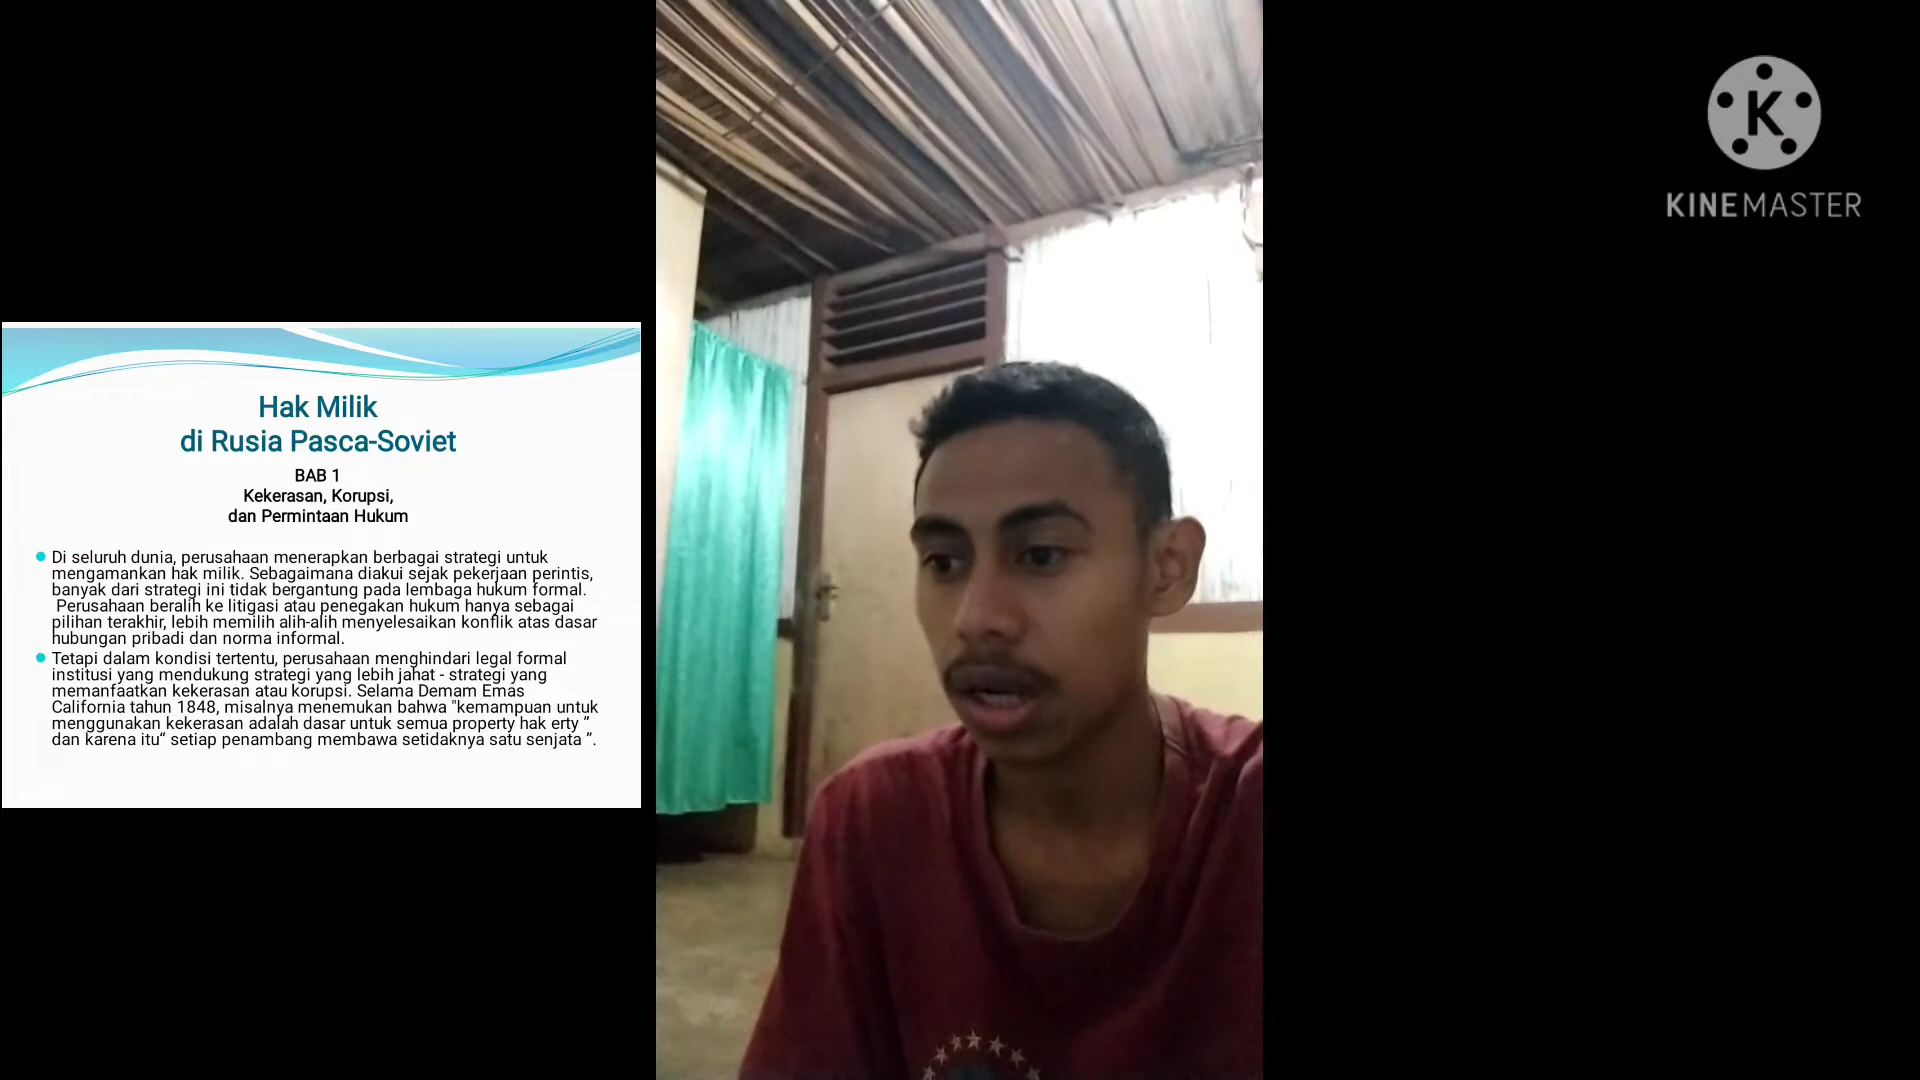 Hak Milik
di Rusia Pasca-Soviet
BAB 1
Kekerasan, Korupsi,
dan Permintaan Hukum
Di seluruh dunia, perusahaan menerapkan berbagai strategi untuk
mengamankan hak milik. Sebagaimana diakui sejak pekerjaan perintis,
banyak dari strategi ini tidak bergantung pada lembaga hukum formal.
Perusahaan beralih ke litigasi atau penegakan hukum hanya sebagai
pilihan terakhir, lebih memilih alih-alih menyelesaikan konflik atas dasar
hubungan pribadi dan norma informal.
Tetapi dalam kondisi tertentu, perusahaan menghindari legal formal
institusi yang mendukung strategi yang lebih jahat - strategi yang
memanfaatkan kekerasan atau korupsi. Selama Demam Emas
California tahun 1848, misalnya menemukan bahwa "kemampuan untuk
menggunakan kekerasan adalah dasar untuk semua property hak erty ”
dan karena itu“ setiap penambang membawa setidaknya satu senjata ”.
K
KINEMASTER